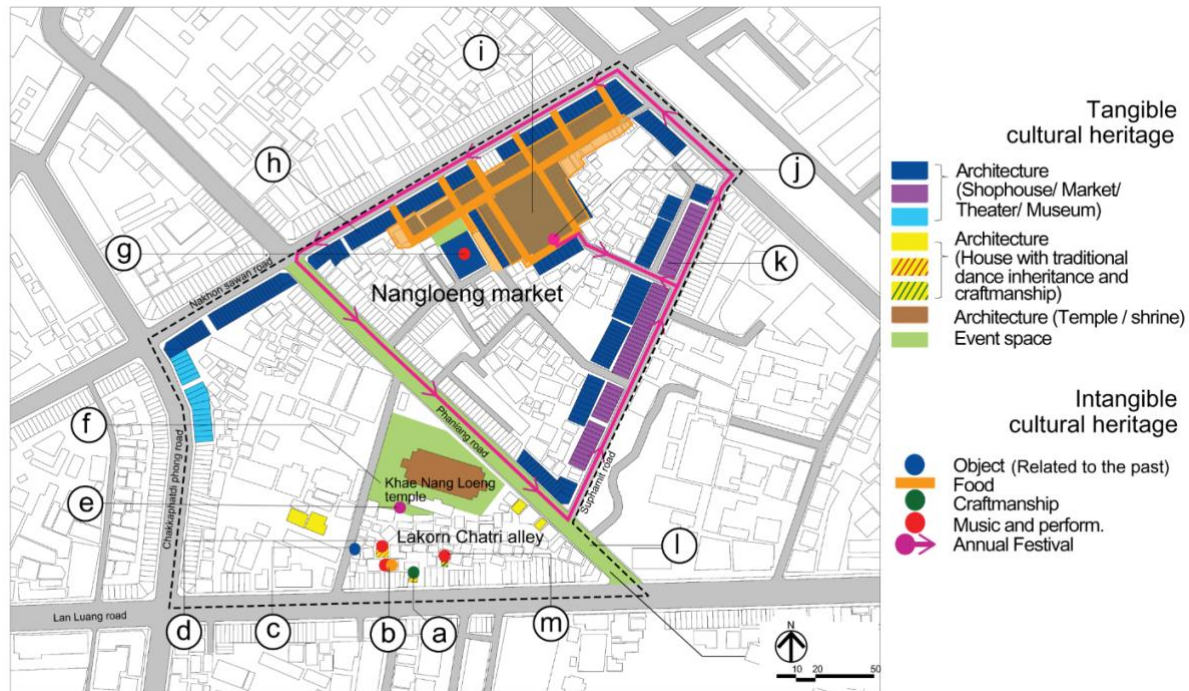 i
h
g
j
k
Nakhon sawan road
Nangloeng market
f
e
Chakkaphatdi phong road
Phaniang road
Suphamit road
Khae Nang Loeng
temple
Lakorn Chatri alley
l
Lan Luang road
d
c
b
a
m
N
10 20 50
Tangible
cultural heritage
Architecture
(Shophouse/ Market/
Theater/ Museum)
Architecture
(House with traditional
dance inheritance and
craftmanship)
Architecture (Temple / shrine)
Event space
Intangible
cultural heritage
Object (Related to the past)
Food
Craftmanship
Music and perform.
Annual Festival